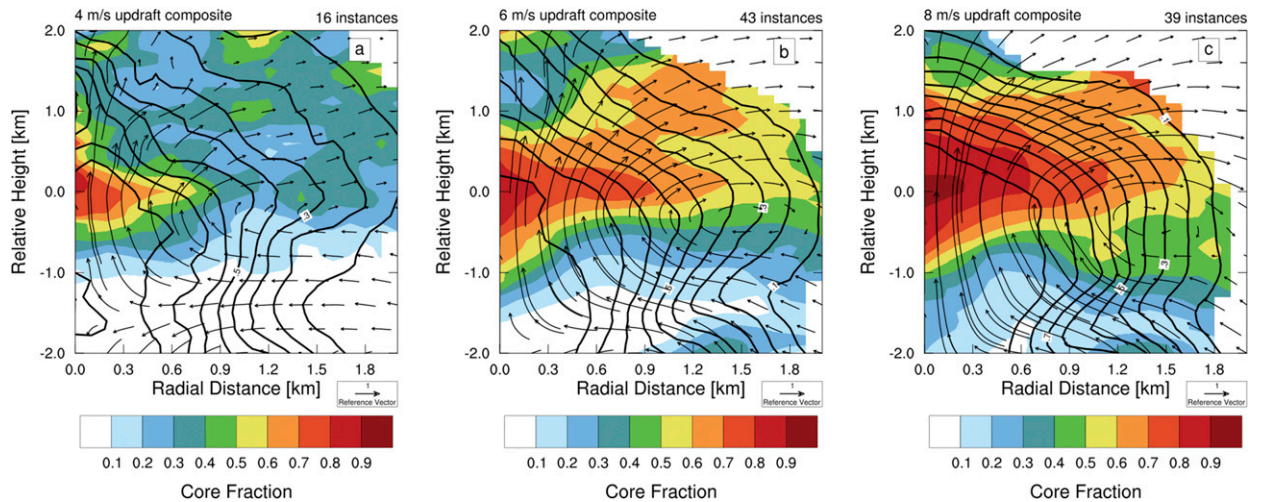 4 m/s updraft composite 16 instances
a
2.0
1.0
0.0
-1.0
-2.0
Relative Height [km]
.3
.5
0.0 0.3 0.6 0.9 1.2 1.5 1.8
Radial Distance [km]
1
Reference Vector
0.1 0.2 0.3 0.4 0.5 0.6 0.7 0.8 0.9
Core Fraction
6 m/s updraft composite 43 instances
b
2.0
1.0
0.0
-1.0
-2.0
Relative Height [km]
.3
.1
0.0 0.3 0.6 0.9 1.2 1.5 1.8
Radial Distance [km]
1
Reference Vector
0.1 0.2 0.3 0.4 0.5 0.6 0.7 0.8 0.9
Core Fraction
8 m/s updraft composite 39 instances
c
2.0
1.0
0.0
-1.0
-2.0
Relative Height [km]
.1
.3
.5
.7
0.0 0.3 0.6 0.9 1.2 1.5 1.8
Radial Distance [km]
1
Reference Vector
0.1 0.2 0.3 0.4 0.5 0.6 0.7 0.8 0.9
Core Fraction